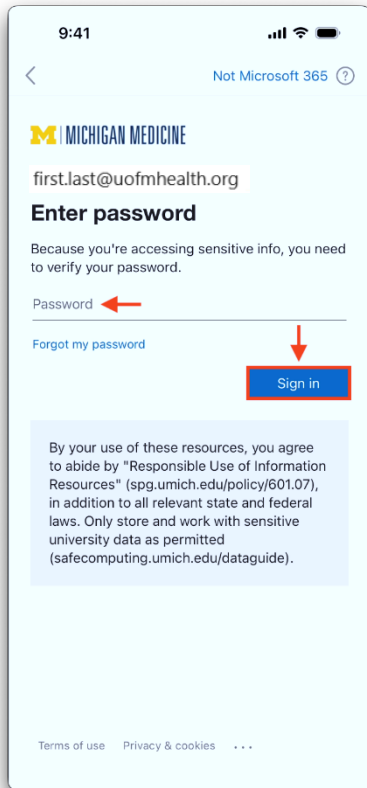 9:41
Not Microsoft 365 ?
M | MICHIGAN MEDICINE
first.last@uofmhealth.org
Enter password
Because you're accessing sensitive info, you need
to verify your password.
Password
Forgot my password
Sign in
By your use of these resources, you agree
to abide by "Responsible Use of Information
Resources" (spg.umich.edu/policy/601.07),
in addition to all relevant state and federal
laws. Only store and work with sensitive
university data as permitted
(safecomputing.umich.edu/dataguide).
Terms of use Privacy & cookies ...